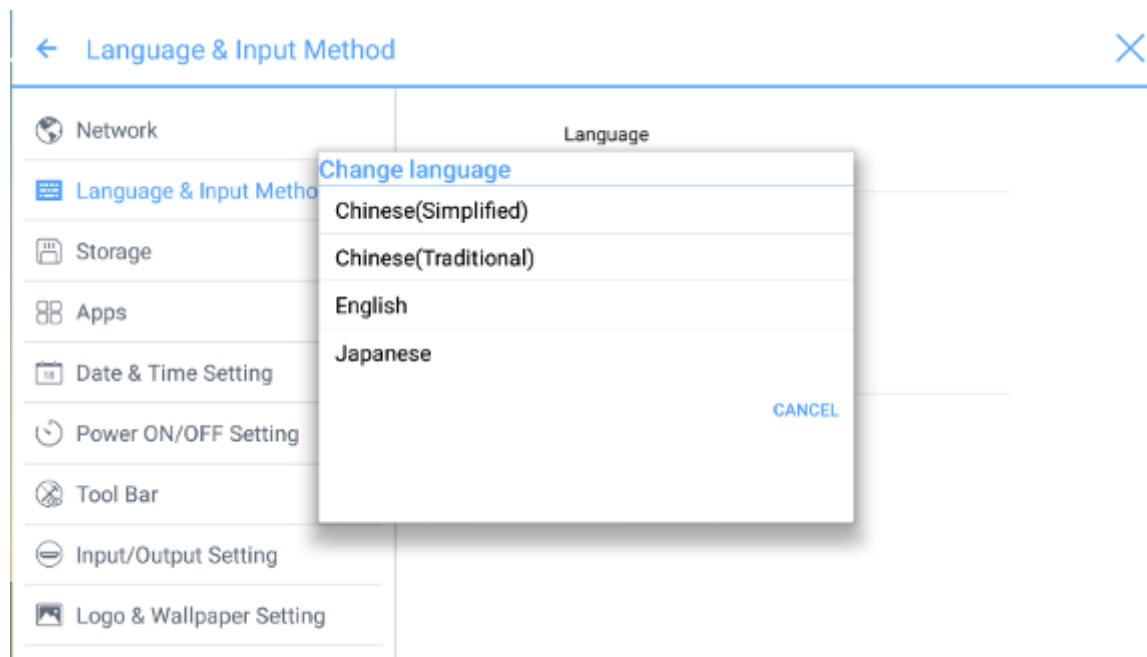 Language & Input Method
Network
Language & Input Metho
Storage
Apps
Date & Time Setting
Power ON/OFF Setting
Tool Bar
Input/Output Setting
Logo & Wallpaper Setting
Language
Change language
Chinese(Simplified)
Chinese(Traditional)
English
Japanese
CANCEL